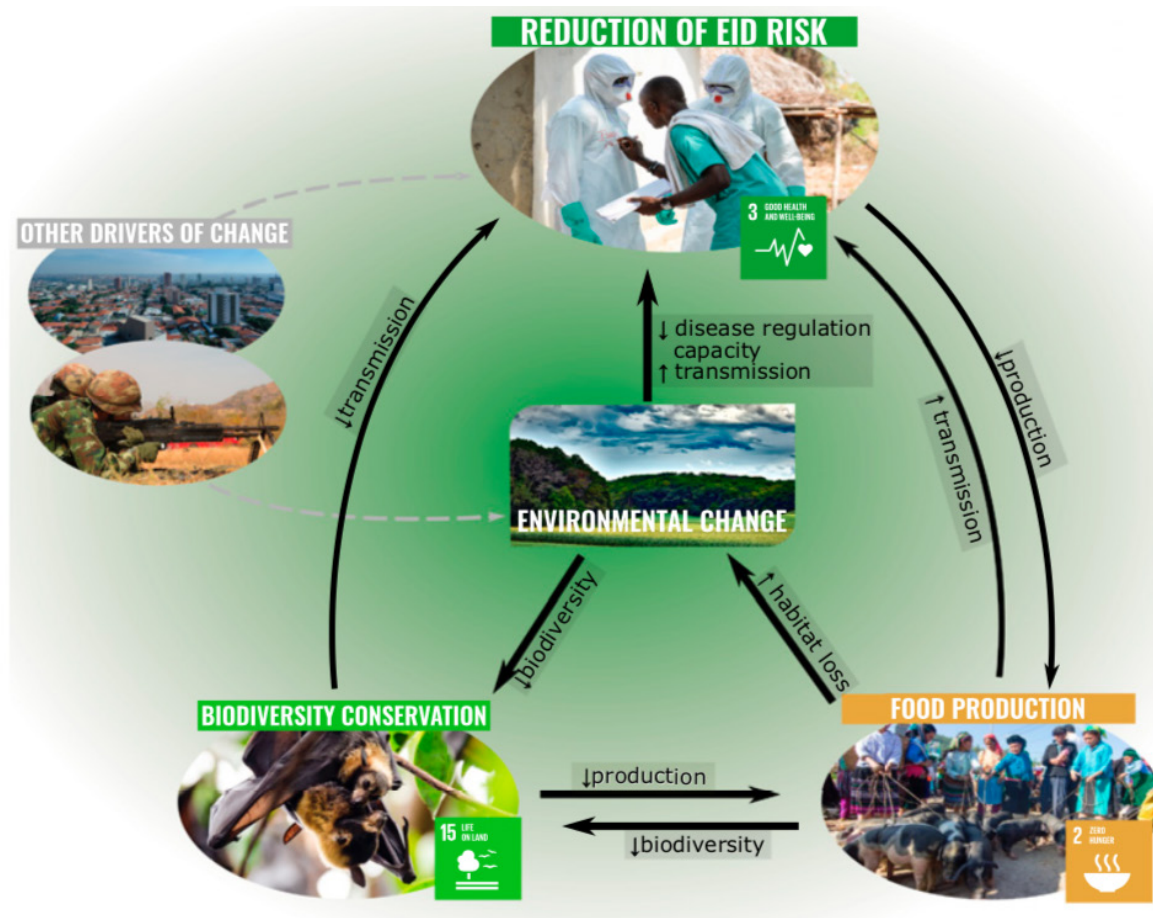 REDUCTION OF EID RISK
3 GOOD HEALTH
AND WELL-BEING
OTHER DRIVERS OF CHANGE
↓transmission
↓ disease regulation
capacity
↑ transmission
↓production
↑ transmission
ENVIRONMENTAL CHANGE
↓biodiversity
↑ habitat loss
BIODIVERSITY CONSERVATION
FOOD PRODUCTION
↓production
↓biodiversity
15 LIFE
ON LAND
2 ZERO
HUNGER